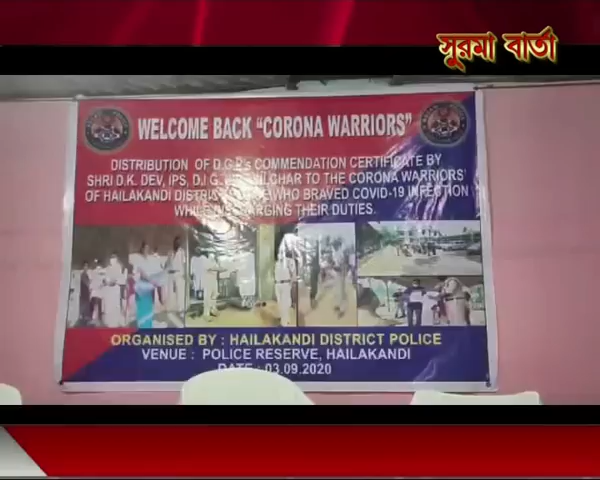 সুরমা বার্তা
WELCOME BACK "CORONA WARRIORS"
DISTRIBUTION OF D.G.P's COMMENDATION CERTIFICATE BY
SHRI D.K. DEV, IPS, D.I.G. TO THE CORONA WARRIORS'
OF HAILAKANDI WHO BRAVED COVID-19 INFECTION
WHILE THEIR DUTIES.
ORGANISED BY : HAILAKANDI DISTRICT POLICE
VENUE : POLICE RESERVE, HAILAKANDI
DATE : 03.09.2020